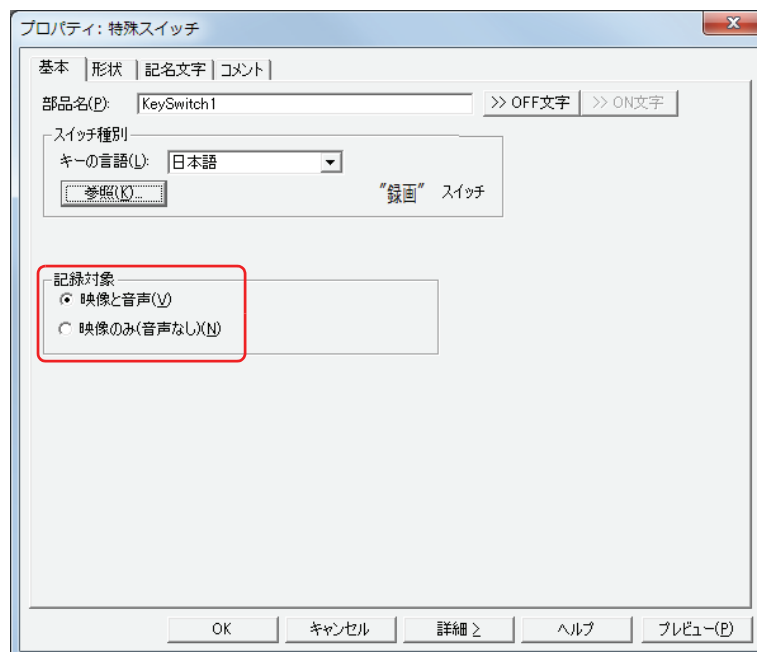 プロパティ: 特殊スイッチ
基本 形状 記名文字 コメント
部品名(P): KeySwitch1 >> OFF文字 >> ON文字
スイッチ種別
キーの言語(L): 日本語
参照(K)... "録画" スイッチ
記録対象
映像と音声(V)
映像のみ(音声なし)(N)
OK キャンセル 詳細 ≥ ヘルプ プレビュー(P)